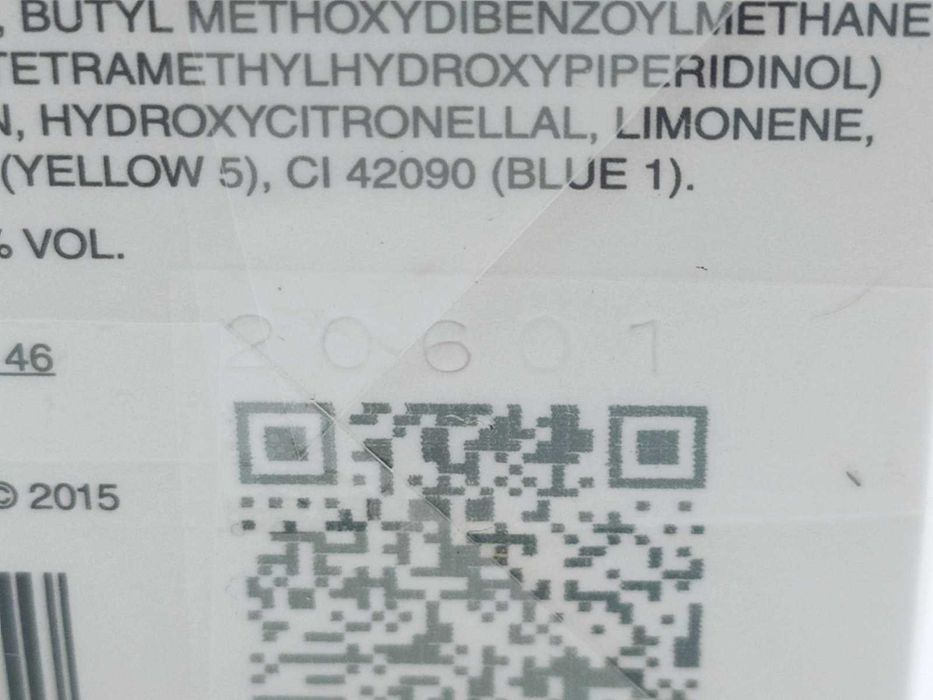 , BUTYL METHOXYDIBENZOYLMETHANE
TETRAMETHYLHYDROXYPIPERIDINOL)
N, HYDROXYCITRONELLAL, LIMONENE,
(YELLOW 5), CI 42090 (BLUE 1).
% VOL.
20601
46
© 2015